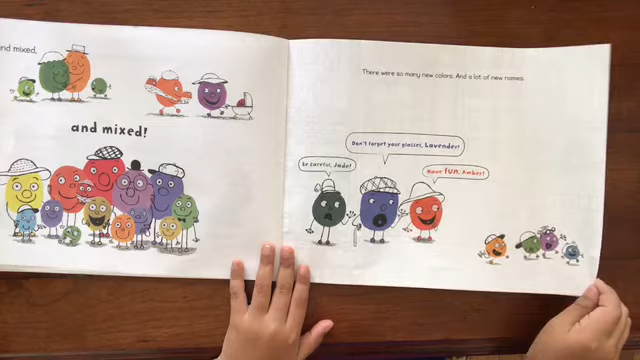 and mixed,
and mixed!
There were so many new colors. And a lot of new names.
Don't forget your glasses, Lavender!
Be careful, Jade!
Have fun, Amber!